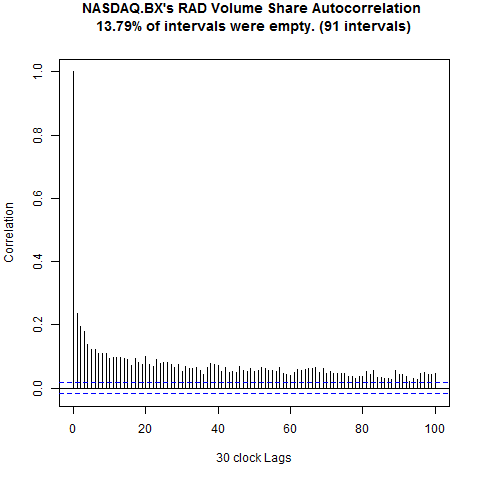 NASDAQ.BX's RAD Volume Share Autocorrelation
13.79% of intervals were empty. (91 intervals)
1.0
0.8
0.6
0.4
0.2
0.0
Correlation
0 20 40 60 80 100
30 clock Lags